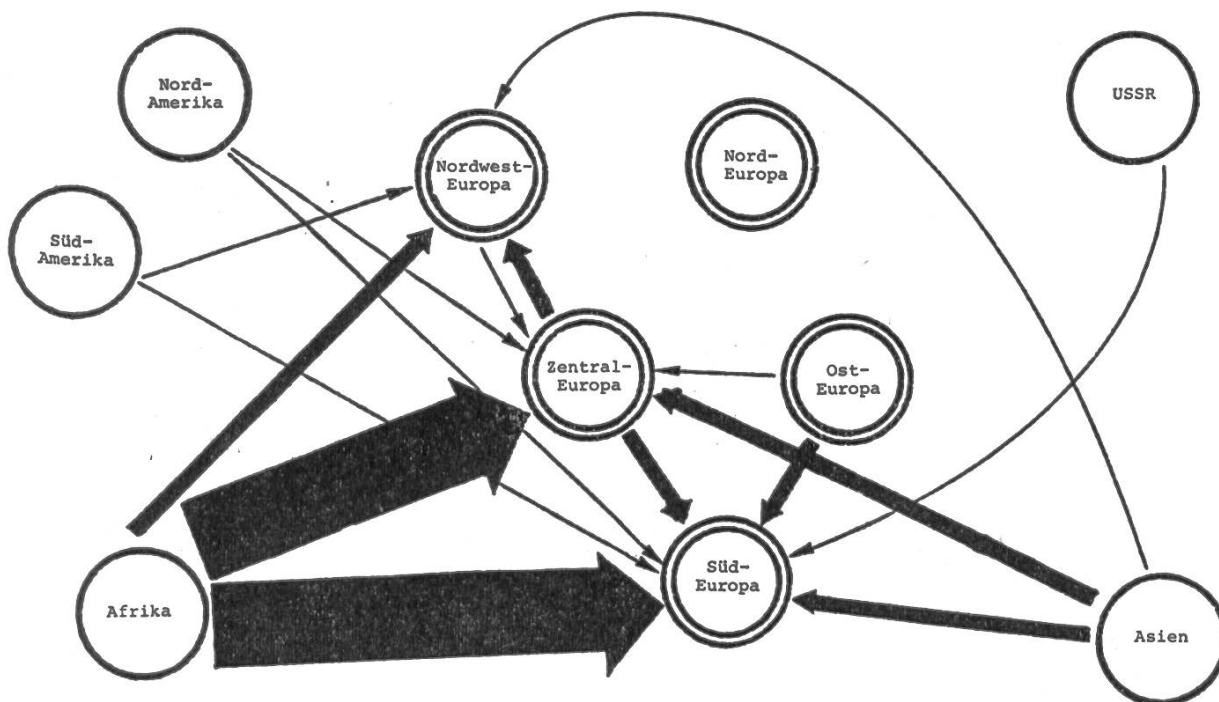 Nord-
Amerika
USSR
Nordwest-
Europa
Nord-
Europa
Süd-
Amerika
Zentral-
Europa
Ost-
Europa
Süd-
Europa
Afrika
Asien